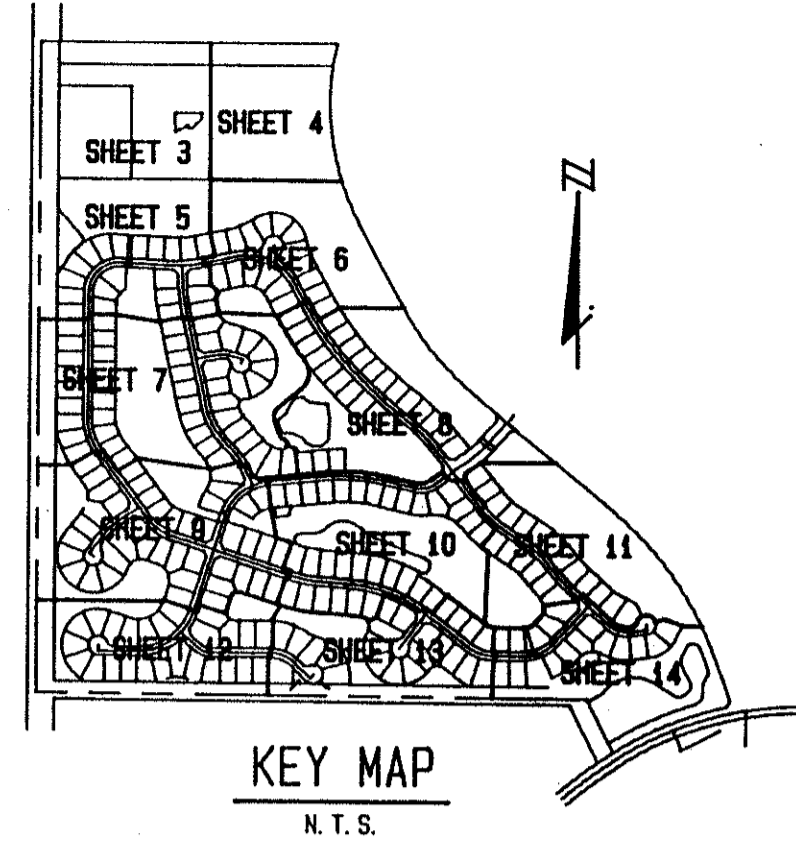 SHEET 4
SHEET 3
N
SHEET 5
SHEET 6
SHEET 7
SHEET 8
SHEET 9
SHEET 10
SHEET 11
SHEET 12
SHEET 13
SHEET 14
KEY MAP
N. T. S.